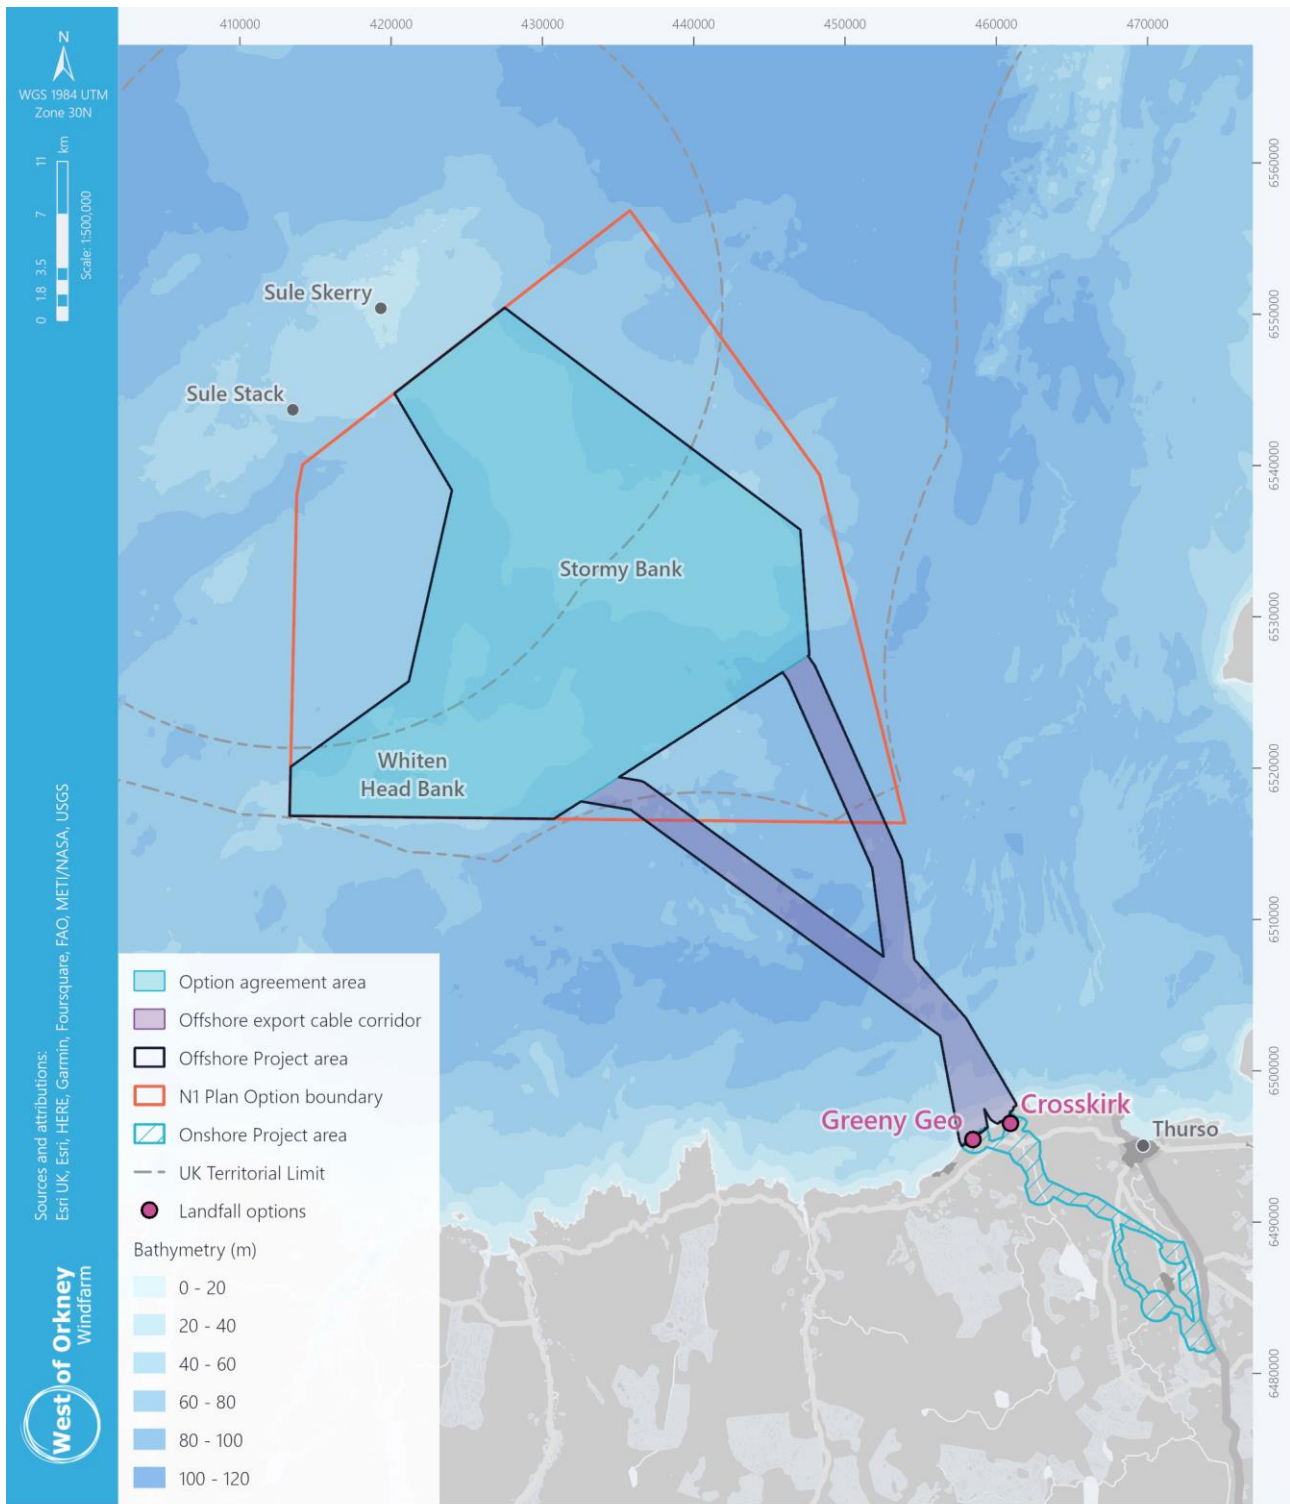 410000 420000 430000 440000 450000 460000 470000
N
WGS 1984 UTM
Zone 30N
0 1.8 3.5 7 11
km
Scale: 1:500,000
6560000
6550000
6540000
6530000
6520000
6510000
6500000
6490000
6480000
Sule Skerry
Sule Stack
Stormy Bank
Whiten
Head Bank
Greeny Geo
Crosskirk
Thurso
Option agreement area
Offshore export cable corridor
Offshore Project area
N1 Plan Option boundary
Onshore Project area
UK Territorial Limit
Landfall options
Bathymetry (m)
0 - 20
20 - 40
40 - 60
60 - 80
80 - 100
100 - 120
Sources and attributions:
Esri UK, Esri, HERE, Garmin, Foursquare, FAO, METI/NASA, USGS
West of Orkney
Windfarm